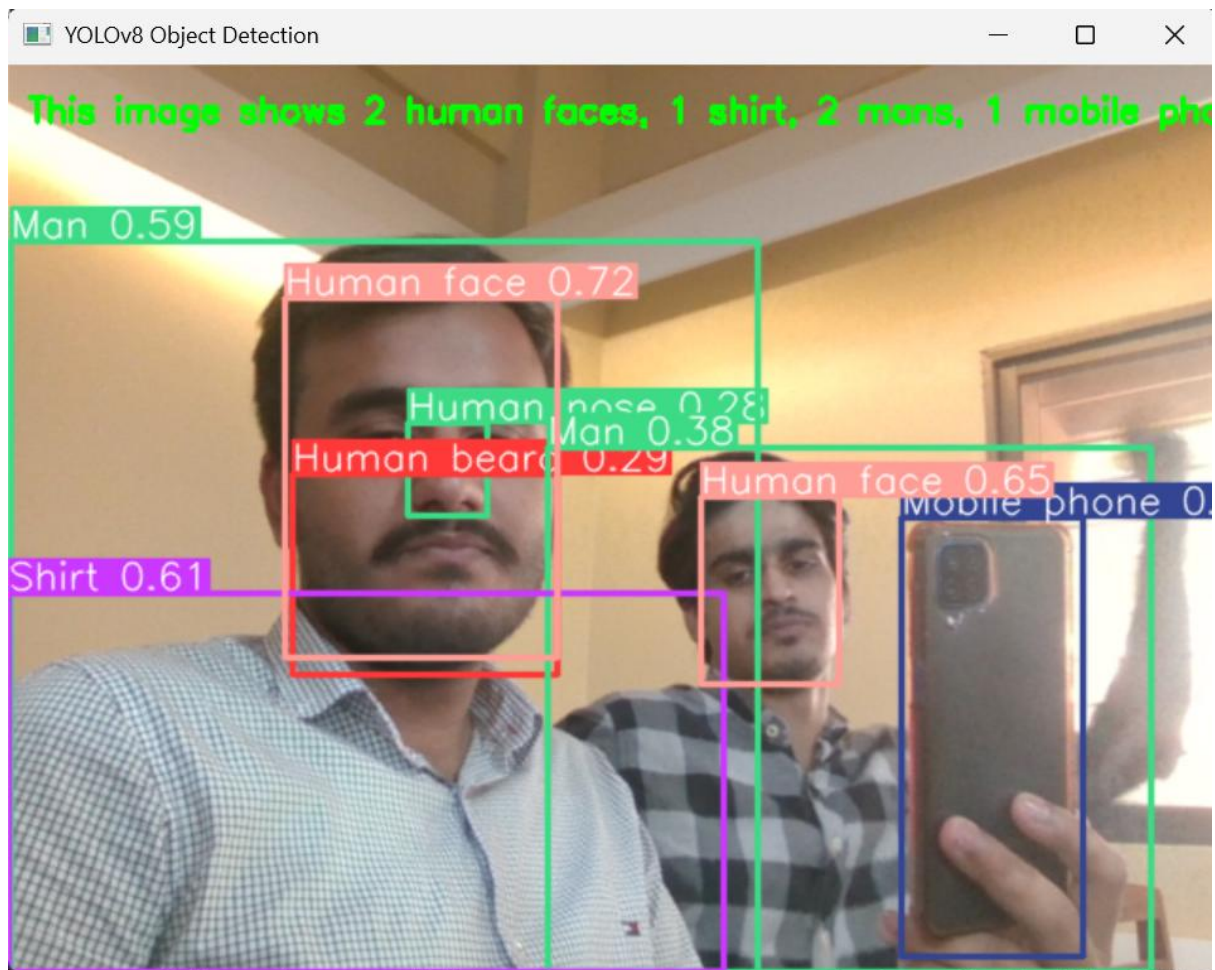 YOLOv8 Object Detection
This image shows 2 human faces, 1 shirt, 2 mans, 1 mobile pho
Man 0.59
Human face 0.72
Human nose 0.28
Man 0.38
Human beard 0.29
Human face 0.65
Mobile phone 0.
Shirt 0.61